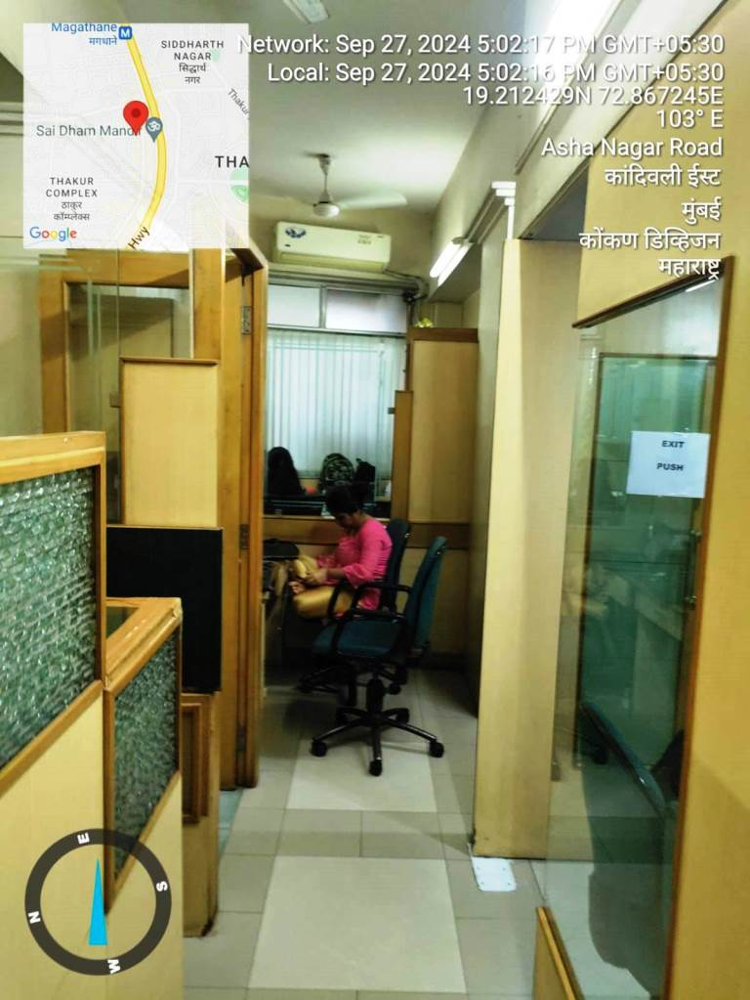 Magathane
मगथाने
SIDDHARTH
NAGAR
सिद्धार्थ
नगर
Thakur
Sai Dham Mandir
THA
THAKUR
COMPLEX
ठाकुर
कॉम्प्लेक्स
Google
Hwy
Network: Sep 27, 2024 5:02:17 PM GMT+05:30
Local: Sep 27, 2024 5:02:16 PM GMT+05:30
19.212429N 72.867245E
103° E
Asha Nagar Road
कांदिवली ईस्ट
मुंबई
कोंकण डिव्हिजन
महाराष्ट्र
EXIT
PUSH
E
S
N
W